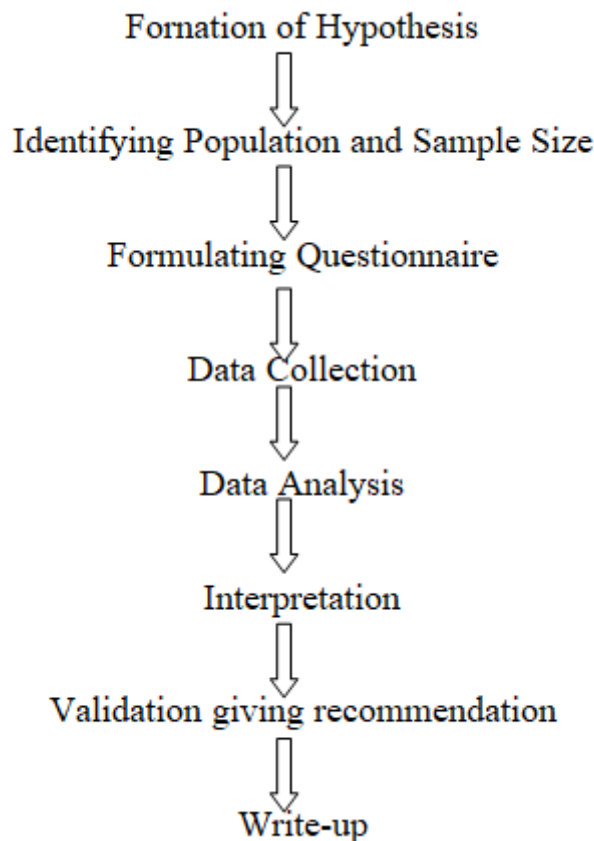 Fornation of Hypothesis
Identifying Population and Sample Size
Formulating Questionnaire
Data Collection
Data Analysis
Interpretation
Validation giving recommendation
Write-up